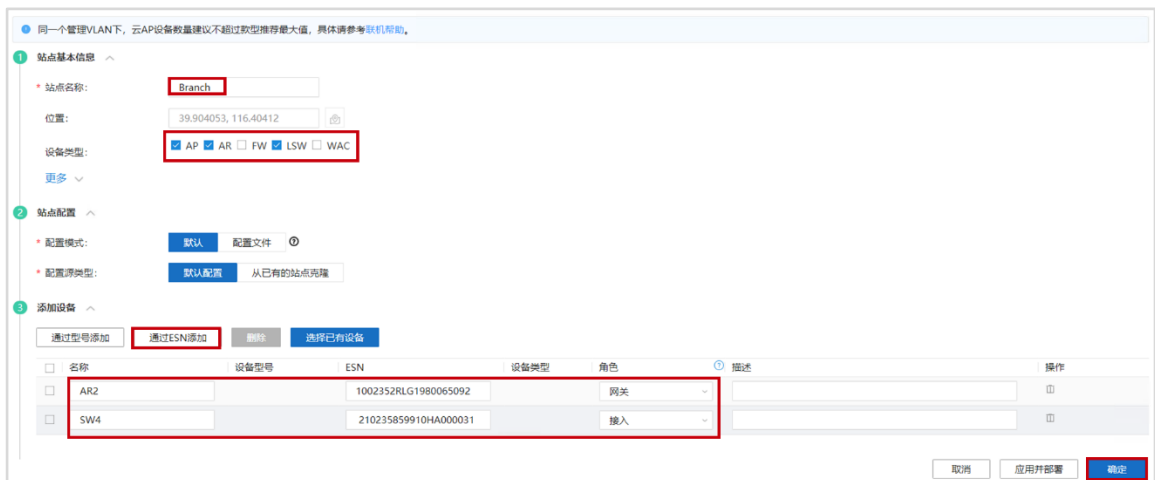 同一个管理VLAN下，云AP设备数量建议不超过款型推荐最大值，具体请参考联机帮助。
1 站点基本信息
* 站点名称： Branch
位置： 39.904053, 116.40412
设备类型： AP AR FW LSW WAC
更多
2 站点配置
* 配置模式： 默认 配置文件
* 配置源类型： 默认配置 从已有的站点克隆
3 添加设备
通过型号添加 通过ESN添加 删除 选择已有设备
名称 设备型号 ESN 设备类型 角色 描述 操作
AR2 1002352RLG1980065092 网关
SW4 210235859910HA000031 接入
取消 应用并部署 确定